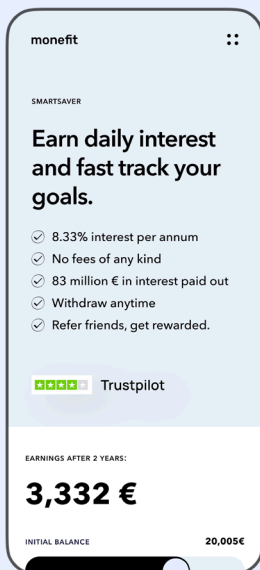 monefit
SMARTSAVER
Earn daily interest
and fast track your
goals.
8.33% interest per annum
No fees of any kind
83 million € in interest paid out
Withdraw anytime
Refer friends, get rewarded.
Trustpilot
EARNINGS AFTER 2 YEARS:
3,332 €
INITIAL BALANCE 20,005€